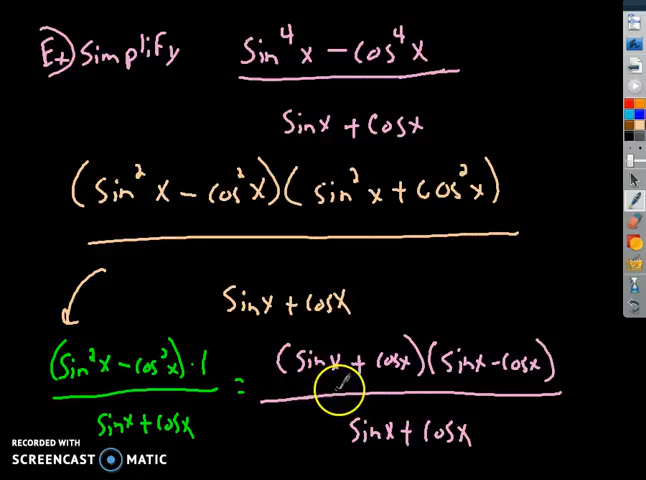 Ex) Simplify sin⁴x - cos⁴x
sinx + cosx
(sin²x - cos²x)(sin²x + cos²x)
sinx + cosx
(sin²x - cos²x) · 1 = (sinx + cosx)(sinx - cosx)
sinx + cosx sinx + cosx
RECORDED WITH
SCREENCAST MATIC